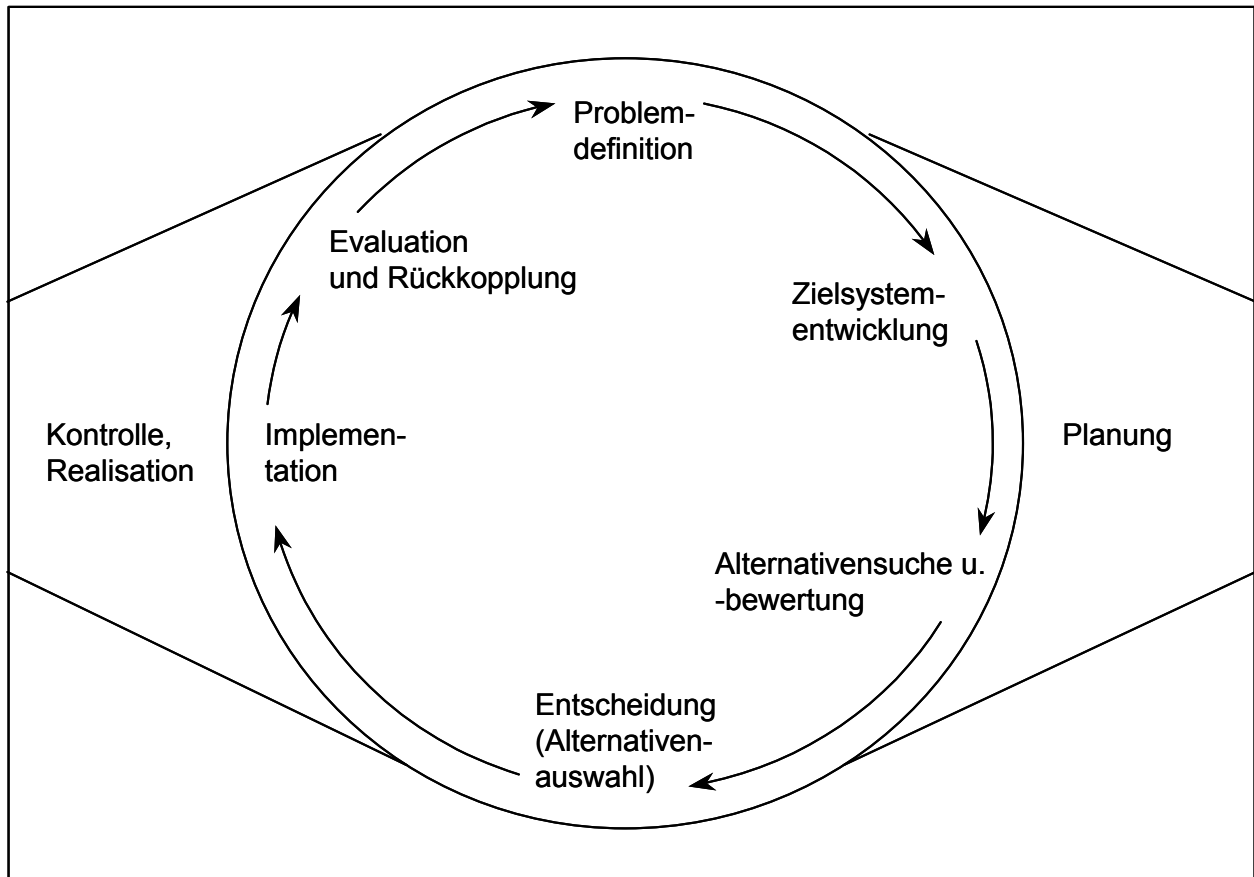 Problem-
definition
Zielsystem-
entwicklung
Alternativensuche u.
-bewertung
Entscheidung
(Alternativen-
auswahl)
Implemen-
tation
Evaluation
und Rückkopplung
Kontrolle,
Realisation
Planung